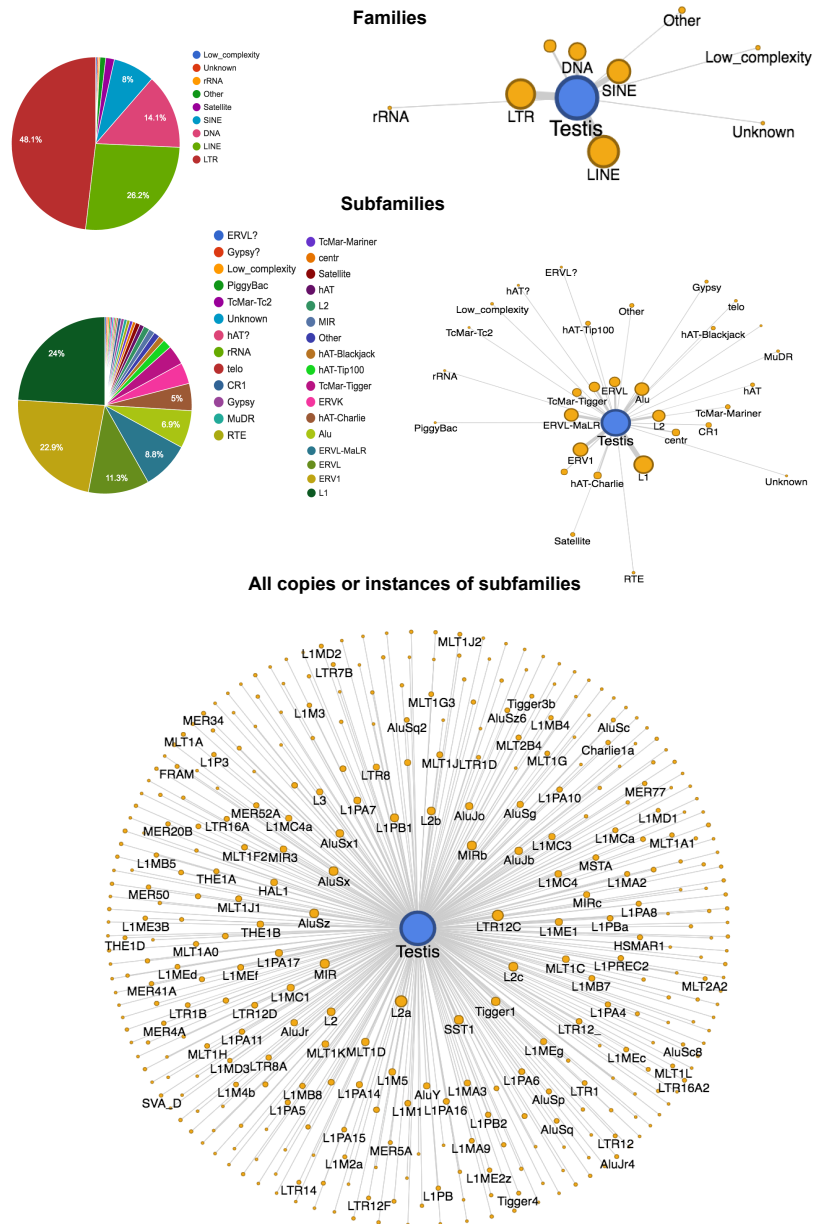 Families
Low_complexity
Unknown
rRNA
Other
Satellite
SINE
DNA
LINE
LTR
8%
14.1%
48.1%
26.2%
Other
Low_complexity
DNA
SINE
rRNA
LTR
Testis
Unknown
LINE
Subfamilies
ERVL?
Gypsy?
Low_complexity
PiggyBac
TcMar-Tc2
Unknown
hAT?
rRNA
telo
CR1
Gypsy
MuDR
RTE
TcMar-Mariner
centr
Satellite
hAT
L2
MIR
Other
hAT-Blackjack
hAT-Tip100
TcMar-Tigger
ERVK
hAT-Charlie
Alu
ERVL-MaLR
ERVL
ERV1
L1
24%
5%
6.9%
22.9%
8.8%
11.3%
ERVL?
Gypsy
hAT?
telo
Low_complexity
Other
TcMar-Tc2
hAT-Tip100
hAT-Blackjack
MuDR
rRNA
hAT
TcMar-Tigger
ERVL
Alu
TcMar-Mariner
PiggyBac
ERVL-MaLR
L2
CR1
Testis
centr
ERV1
L1
hAT-Charlie
Unknown
Satellite
RTE
All copies or instances of subfamilies
L1MD2
MLT1J2
LTR7B
MLT1G3
Tigger3b
L1M3
AluSz6
L1MB4
AluSc
MER34
AluSq2
MLT1A
MLT2B4
Charlie1a
L1P3
MLT1J
LTR1D
MLT1G
FRAM
LTR8
MER77
L3
L1PA7
L1PA10
MER52A
L2b
AluJo
AluSg
L1MD1
LTR16A
L1MC4a
L1PB1
MER20B
AluSx1
L1MC3
L1MCa
MLT1A1
MLT1F2
MIR3
MIRb
AluJb
L1MB5
MSTA
THE1A
AluSx
L1MC4
L1MA2
MER50
HAL1
MIRc
MLT1J1
L1PA8
L1ME3B
AluSz
LTR12C
L1ME1
L1PBa
THE1D
THE1B
HSMAR1
MLT1A0
Testis
L1MEd
L1MEf
L1PA17
MIR
L2c
MLT1C
L1PREC2
MER41A
L1MC1
L1MB7
MLT2A2
LTR1B
LTR12D
L2
L2a
Tigger1
L1PA4
MER4A
AluJr
SST1
LTR12_
L1PA11
MLT1H
MLT1K
MLT1D
L1MEg
L1MEc
AluSc8
L1MD3
LTR8A
MLT1L
L1M4b
L1MB8
L1PA14
L1M5
AluY
L1MA3
L1PA6
LTR1
LTR16A2
SVA_D
L1PA5
L1M1
L1PA16
AluSp
L1PB2
AluSq
L1PA15
MER5A
L1MA9
LTR12
L1M2a
AluJr4
L1ME2z
LTR14
LTR12F
L1PB
Tigger4